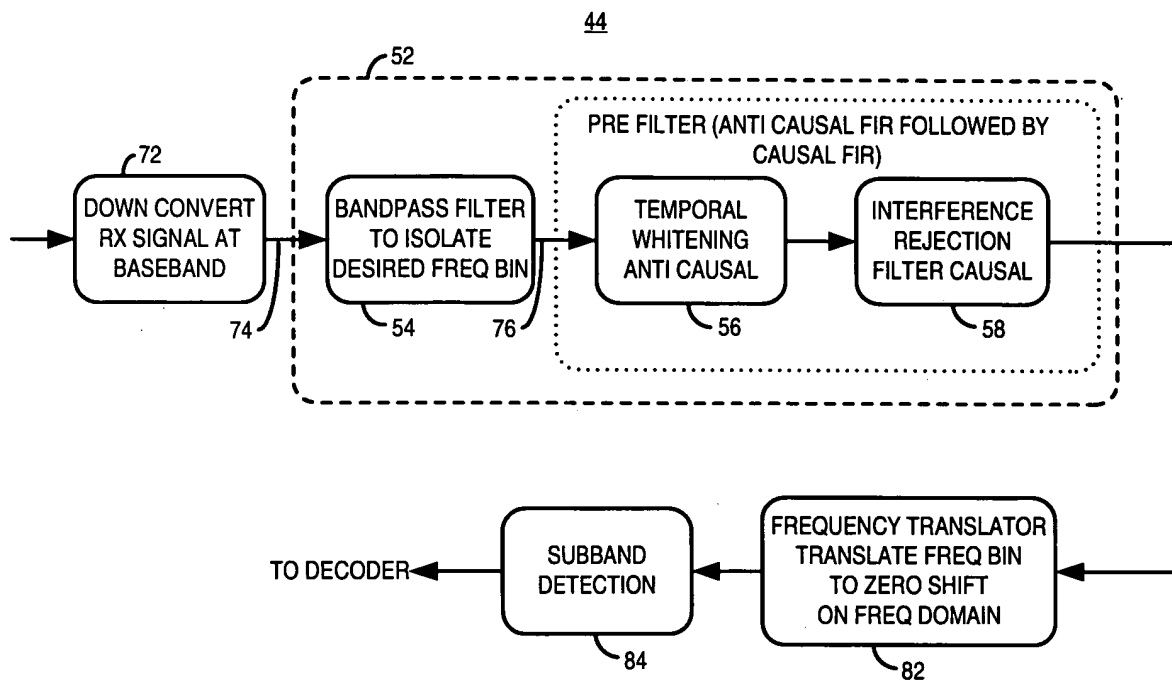 44
52
PRE FILTER (ANTI CAUSAL FIR FOLLOWED BY
CAUSAL FIR)
72
DOWN CONVERT
RX SIGNAL AT
BASEBAND
74
BANDPASS FILTER
TO ISOLATE
DESIRED FREQ BIN
54
76
TEMPORAL
WHITENING
ANTI CAUSAL
56
INTERFERENCE
REJECTION
FILTER CAUSAL
58
TO DECODER
SUBBAND
DETECTION
84
FREQUENCY TRANSLATOR
TRANSLATE FREQ BIN
TO ZERO SHIFT
ON FREQ DOMAIN
82